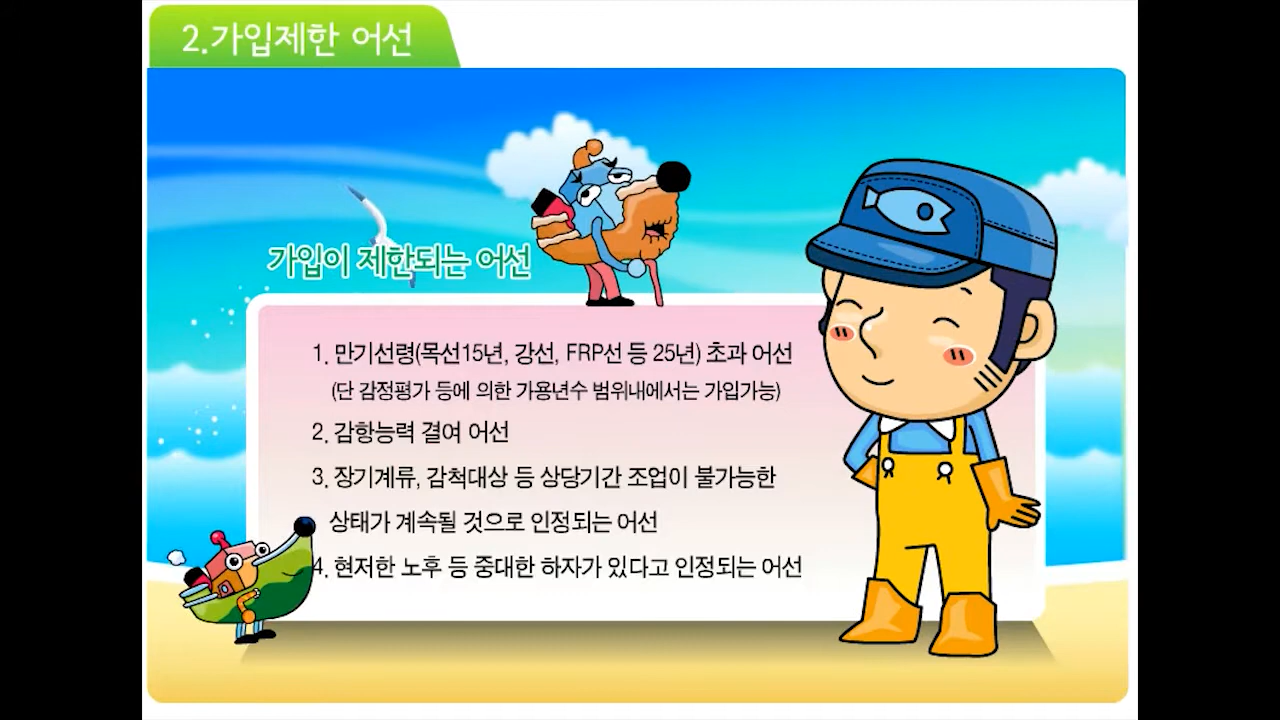 2.가입제한 어선
가입이 제한되는 어선
1. 만기선령(목선15년, 강선, FRP선 등 25년) 초과 어선
(단 감정평가 등에 의한 가용년수 범위내에서는 가입가능)
2. 감항능력 결여 어선
3. 장기계류, 감척대상 등 상당기간 조업이 불가능한
상태가 계속될 것으로 인정되는 어선
4. 현저한 노후 등 중대한 하자가 있다고 인정되는 어선